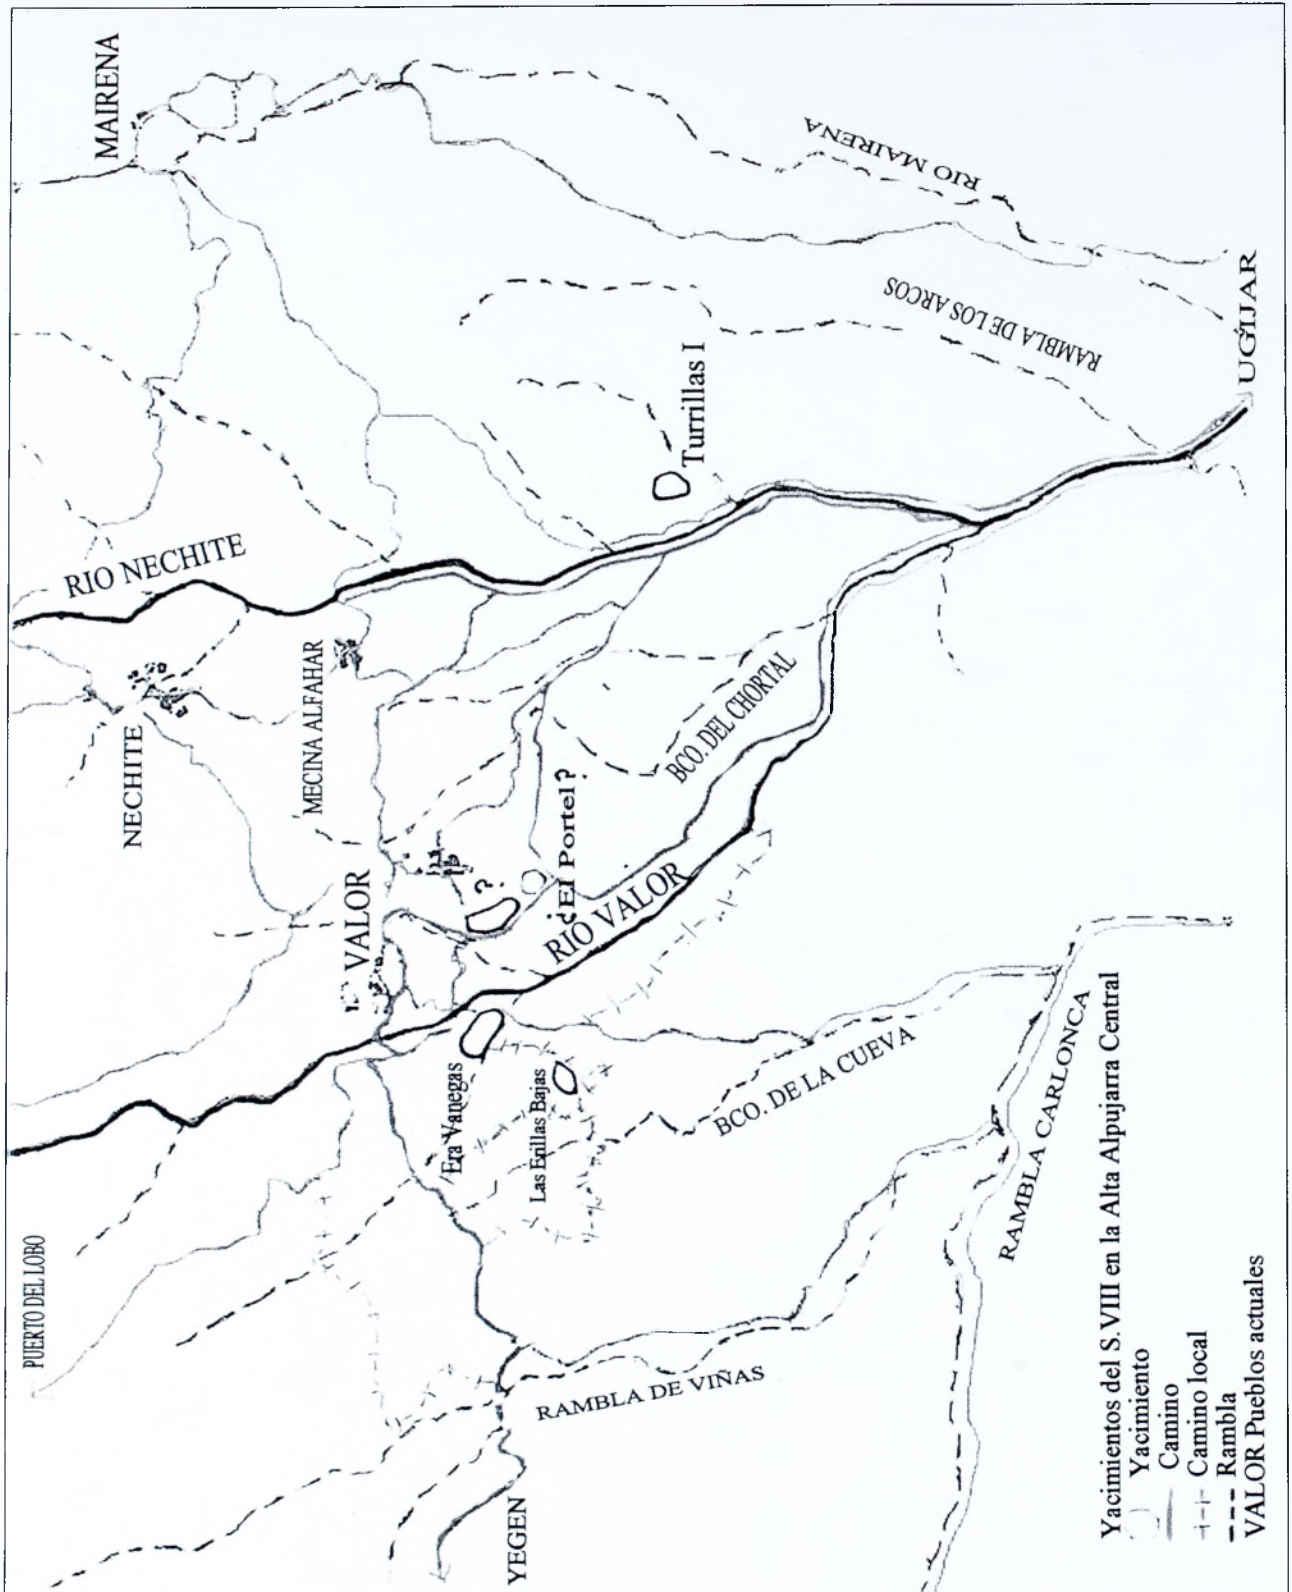 PUERTO DEL LOBO
NECHITE
RIO NECHITE
MAIRENA
MECINA ALFAHAR
VALOR
?
¿El Portel?
RIO VALOR
Era Vanegas
Las Erillas Bajas
BCO. DEL CHORTAL
Turrillas I
RIO MAIRENA
RAMBLA DE LOS ARCOS
UGÍJAR
YEGEN
RAMBLA DE VIÑAS
BCO. DE LA CUEVA
RAMBLA CARLONCA
Yacimientos del S. VIII en la Alta Alpujarra Central
Yacimiento
Camino
Camino local
Rambla
VALOR Pueblos actuales